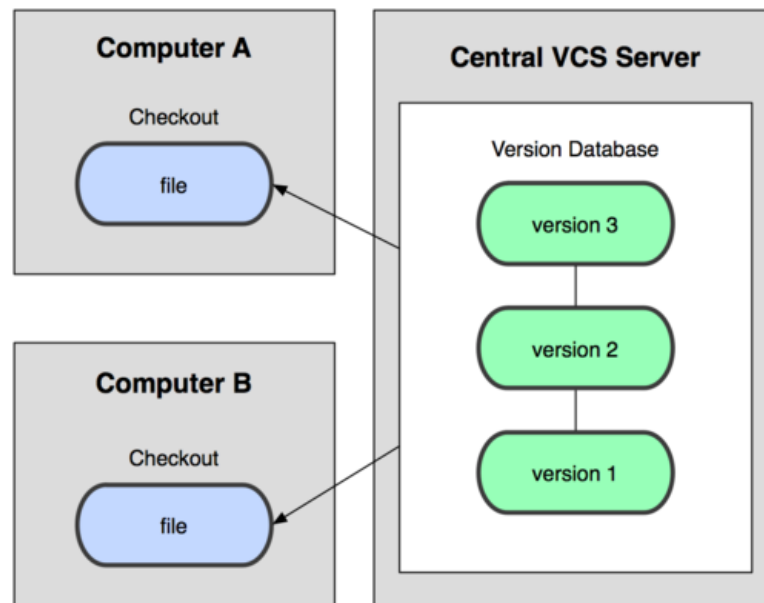 Computer A
Checkout
file
Computer B
Checkout
file
Central VCS Server
Version Database
version 3
version 2
version 1